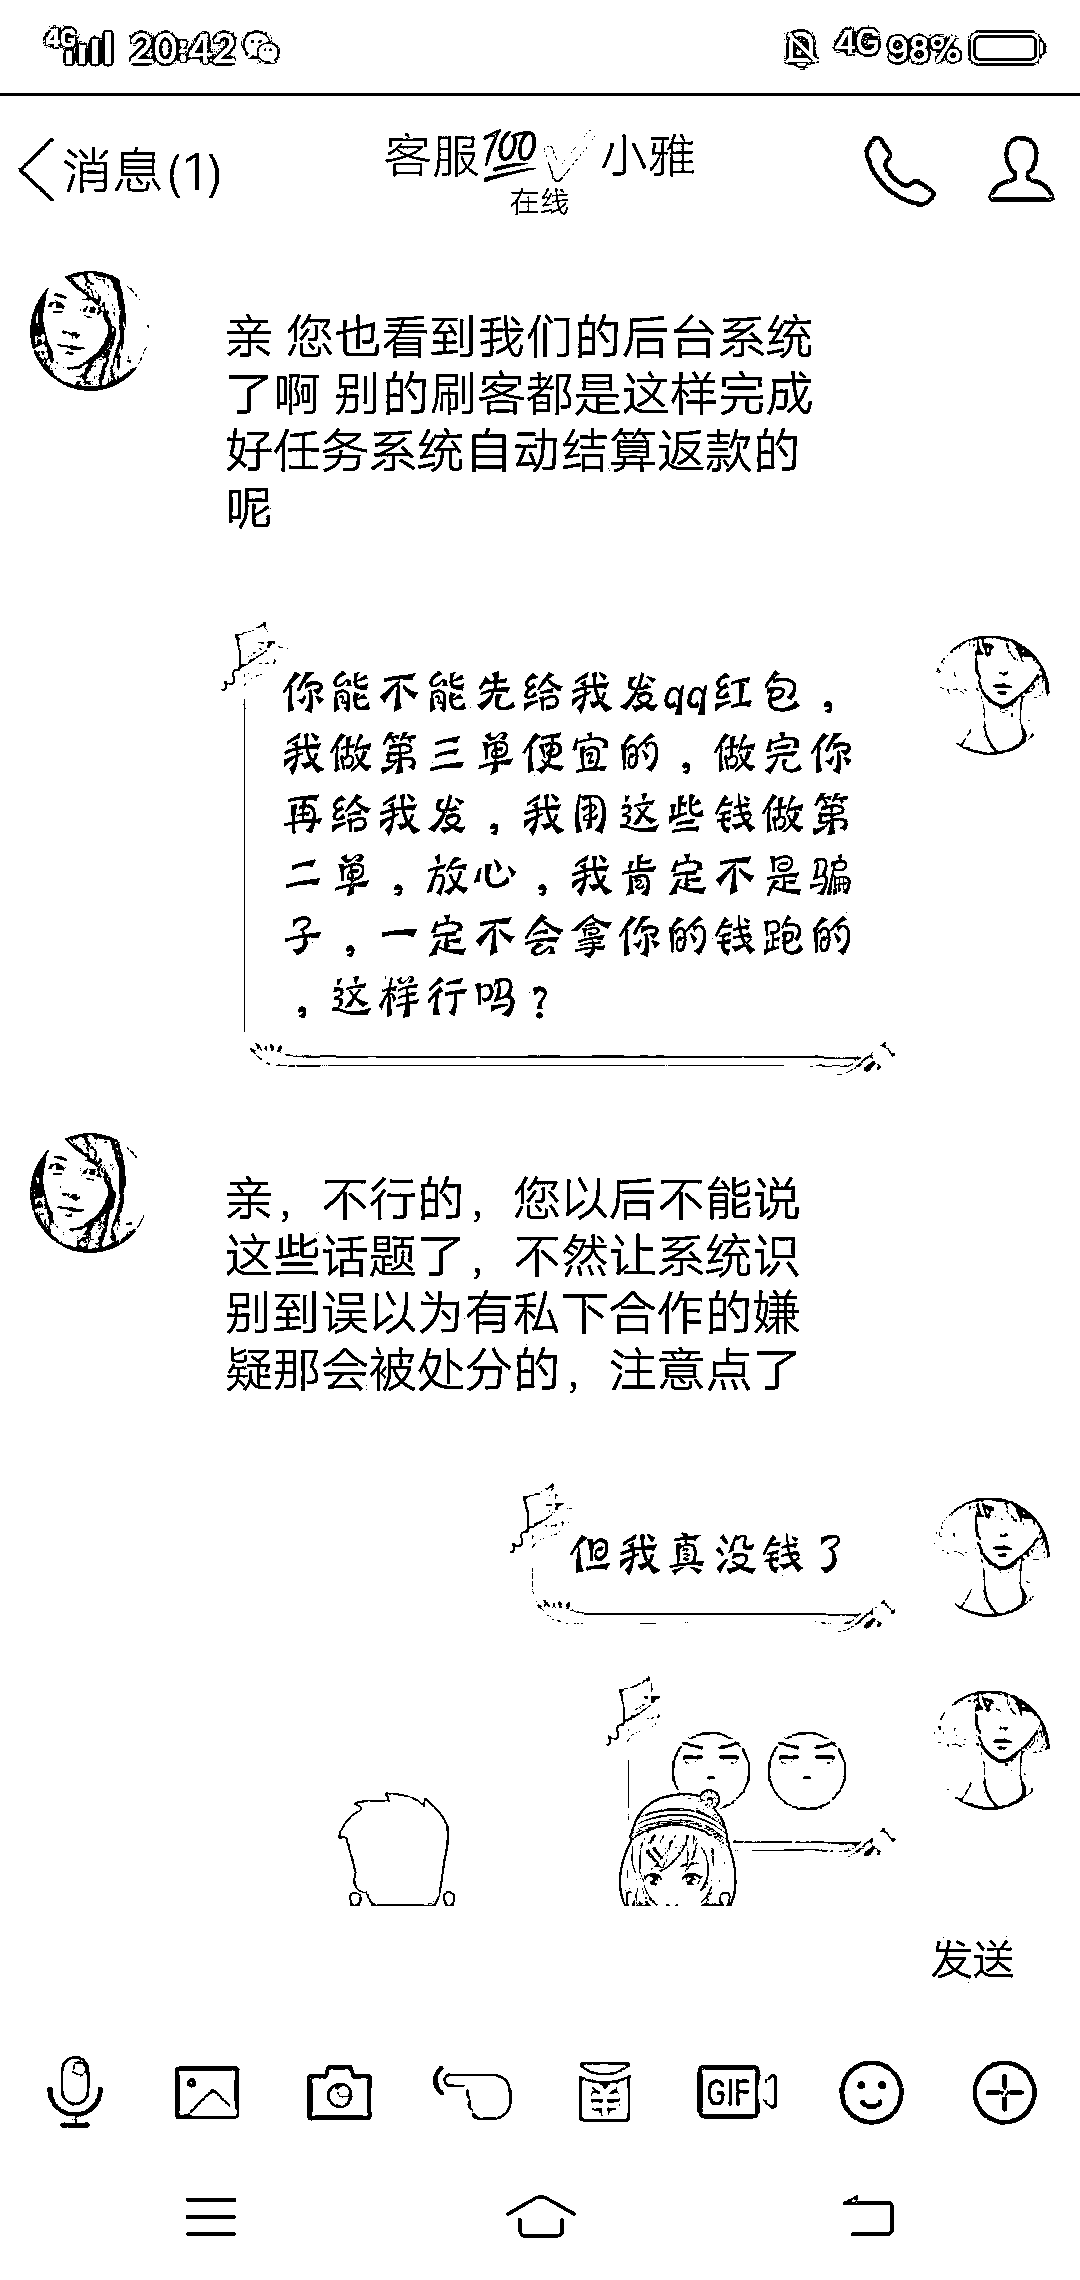 4G 20:42 4G 98%
消息(1) 客服💯✓小雅
在线
亲 您也看到我们的后台系统
了啊 别的刷客都是这样完成
好任务系统自动结算返款的
呢
你能不能先给我发qq红包，
我做第三单便宜的，做完你
再给我发，我用这些钱做第
二单，放心，我肯定不是骗
子，一定不会拿你的钱跑的
，这样行吗？
亲，不行的，您以后不能说
这些话题了，不然让系统识
别到误以为有私下合作的嫌
疑那会被处分的，注意点了
但我真没钱了
发送
GIF